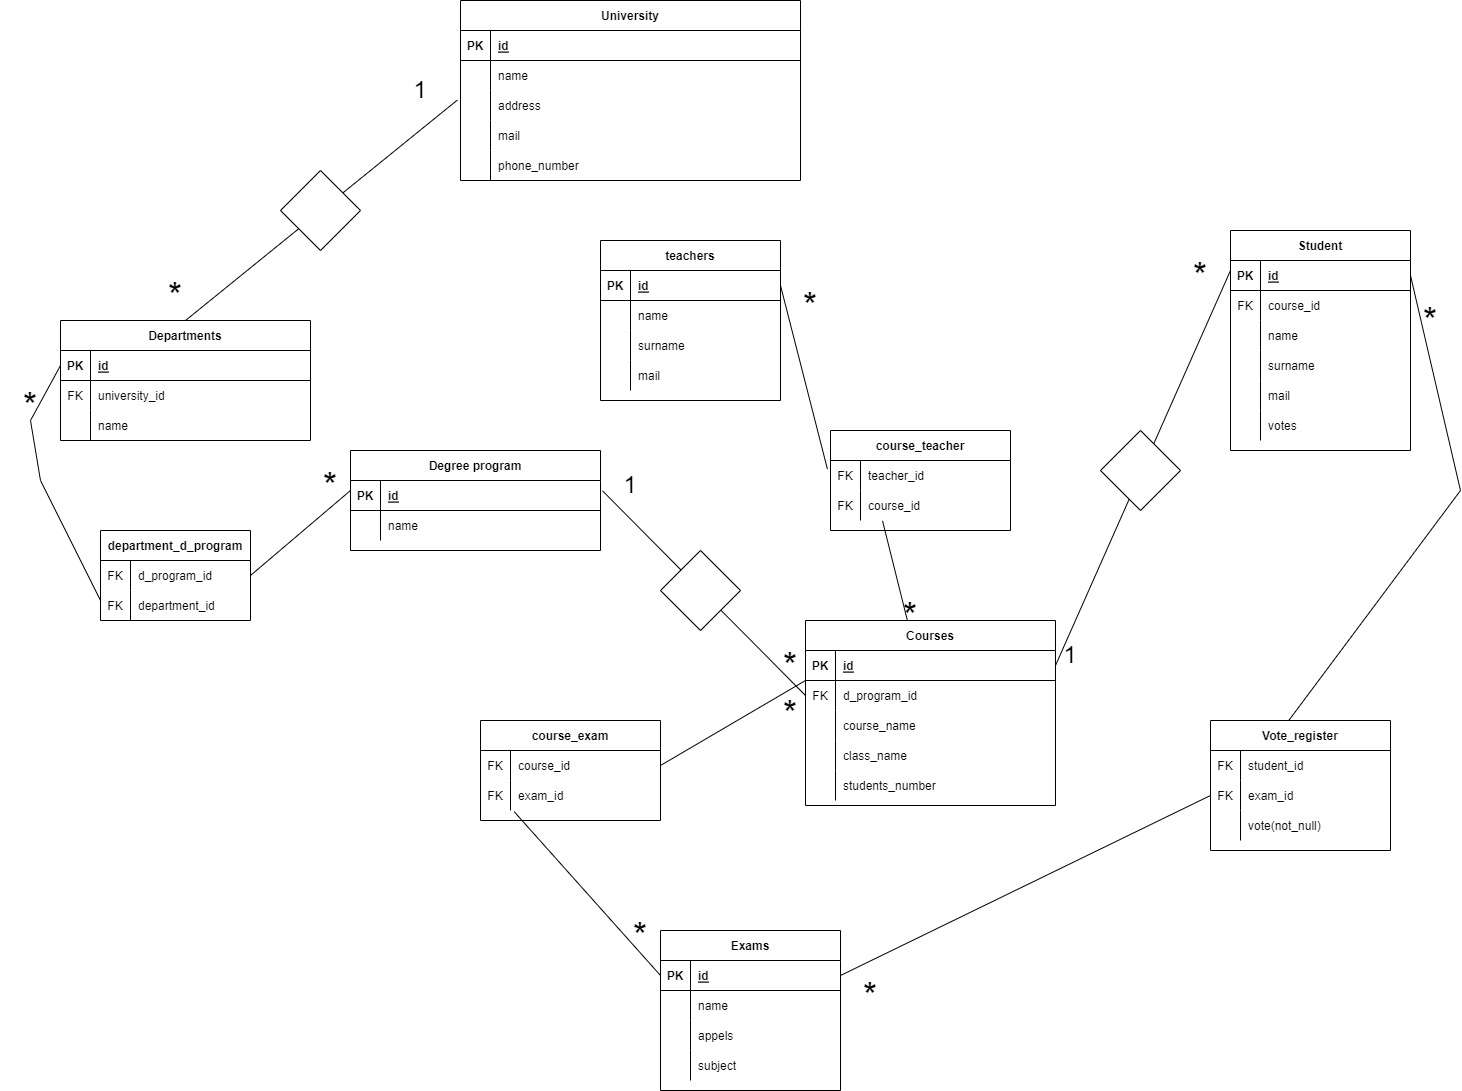 University
PK id
name
address
mail
phone_number
1
*
teachers
PK id
name
surname
mail
*
Student
PK id
FK course_id
name
surname
mail
votes
*
*
Departments
PK id
FK university_id
name
*
Degree program
PK id
name
*
1
course_teacher
FK teacher_id
FK course_id
*
department_d_program
FK d_program_id
FK department_id
Courses
PK id
FK d_program_id
course_name
class_name
students_number
*
*
1
course_exam
FK course_id
FK exam_id
Vote_register
FK student_id
FK exam_id
vote(not_null)
*
Exams
PK id
name
appels
subject
*